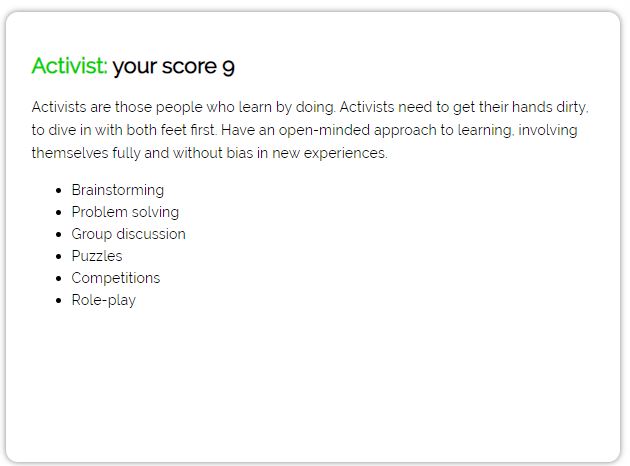 Activist: your score 9
Activists are those people who learn by doing. Activists need to get their hands dirty,
to dive in with both feet first. Have an open-minded approach to learning, involving
themselves fully and without bias in new experiences.
• Brainstorming
• Problem solving
• Group discussion
• Puzzles
• Competitions
• Role-play